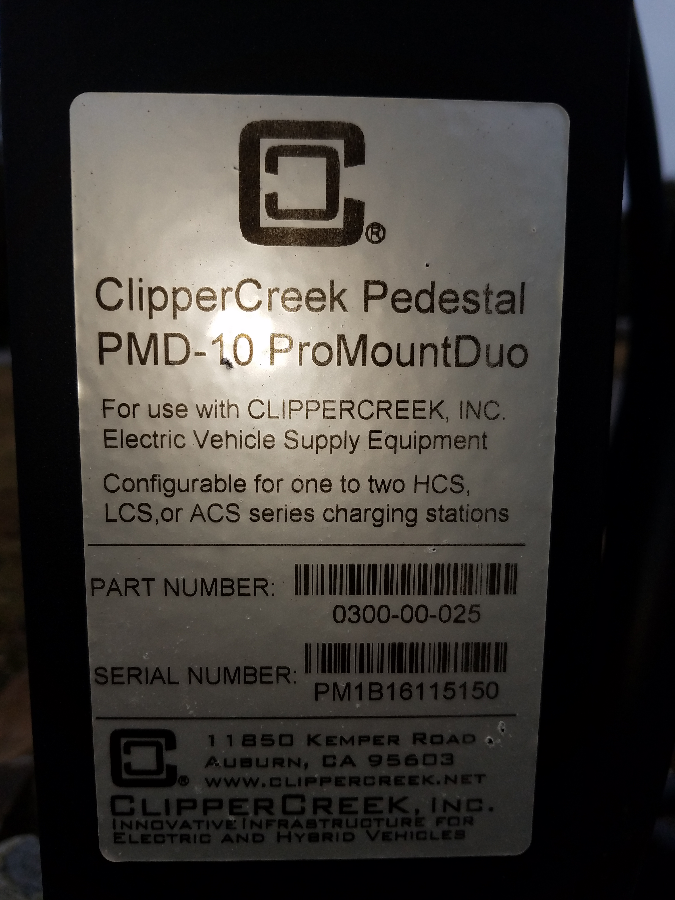 ®
ClipperCreek Pedestal
PMD-10 ProMountDuo
For use with CLIPPERCREEK, INC.
Electric Vehicle Supply Equipment
Configurable for one to two HCS,
LCS,or ACS series charging stations
PART NUMBER:
0300-00-025
SERIAL NUMBER:
PM1B16115150
®
11850 KEMPER ROAD
AUBURN, CA 95603
WWW.CLIPPERCREEK.NET
CLIPPERCREEK, INC.
INNOVATIVE INFRASTRUCTURE FOR
ELECTRIC AND HYBRID VEHICLES